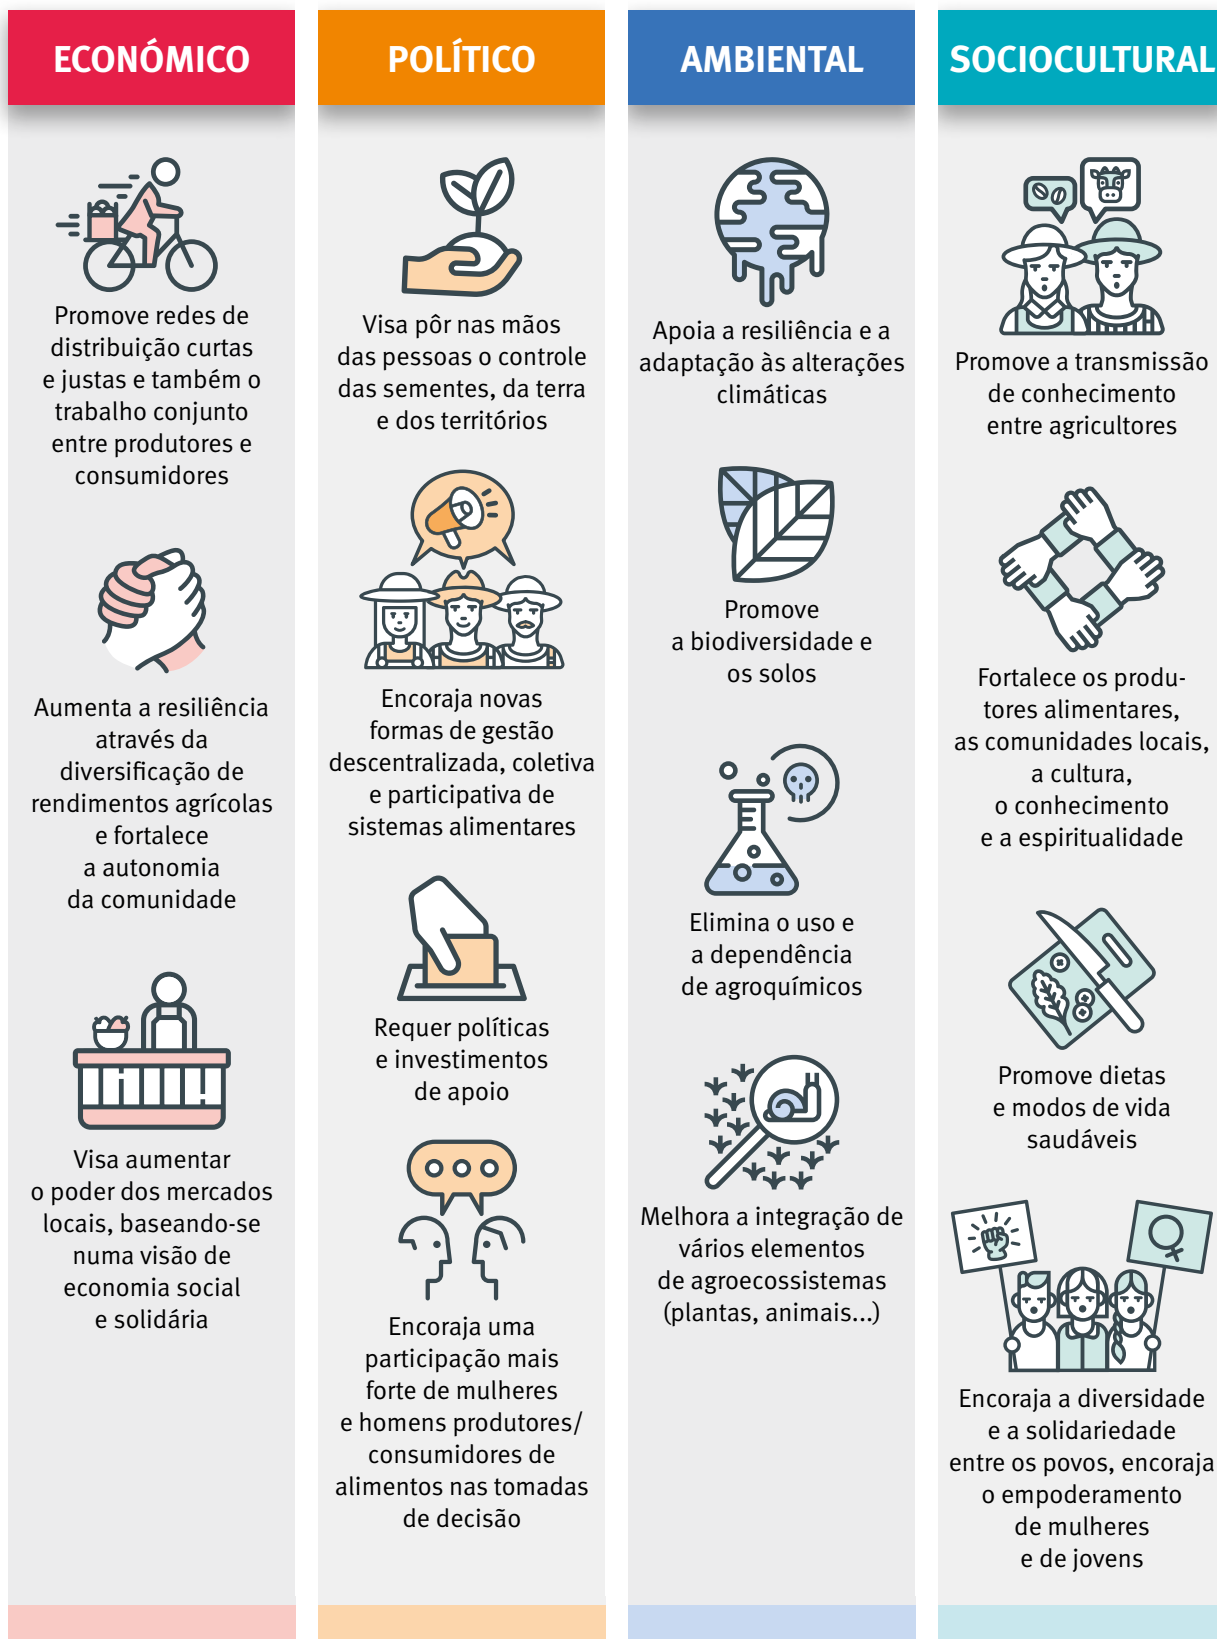 ECONÓMICO
Promove redes de
distribuição curtas
e justas e também o
trabalho conjunto
entre produtores e
consumidores
Aumenta a resiliência
através da
diversificação de
rendimentos agrícolas
e fortalece
a autonomia
da comunidade
Visa aumentar
o poder dos mercados
locais, baseando-se
numa visão de
economia social
e solidária
POLÍTICO
Visa pôr nas mãos
das pessoas o controle
das sementes, da terra
e dos territórios
Encoraja novas
formas de gestão
descentralizada, coletiva
e participativa de
sistemas alimentares
Requer políticas
e investimentos
de apoio
Encoraja uma
participação mais
forte de mulheres
e homens produtores/
consumidores de
alimentos nas tomadas
de decisão
AMBIENTAL
Apoia a resiliência e a
adaptação às alterações
climáticas
Promove
a biodiversidade e
os solos
Elimina o uso e
a dependência
de agroquímicos
Melhora a integração de
vários elementos
de agroecossistemas
(plantas, animais...)
SOCIOCULTURAL
Promove a transmissão
de conhecimento
entre agricultores
Fortalece os produ-
tores alimentares,
as comunidades locais,
a cultura,
o conhecimento
e a espiritualidade
Promove dietas
e modos de vida
saudáveis
Encoraja a diversidade
e a solidariedade
entre os povos, encoraja
o empoderamento
de mulheres
e de jovens